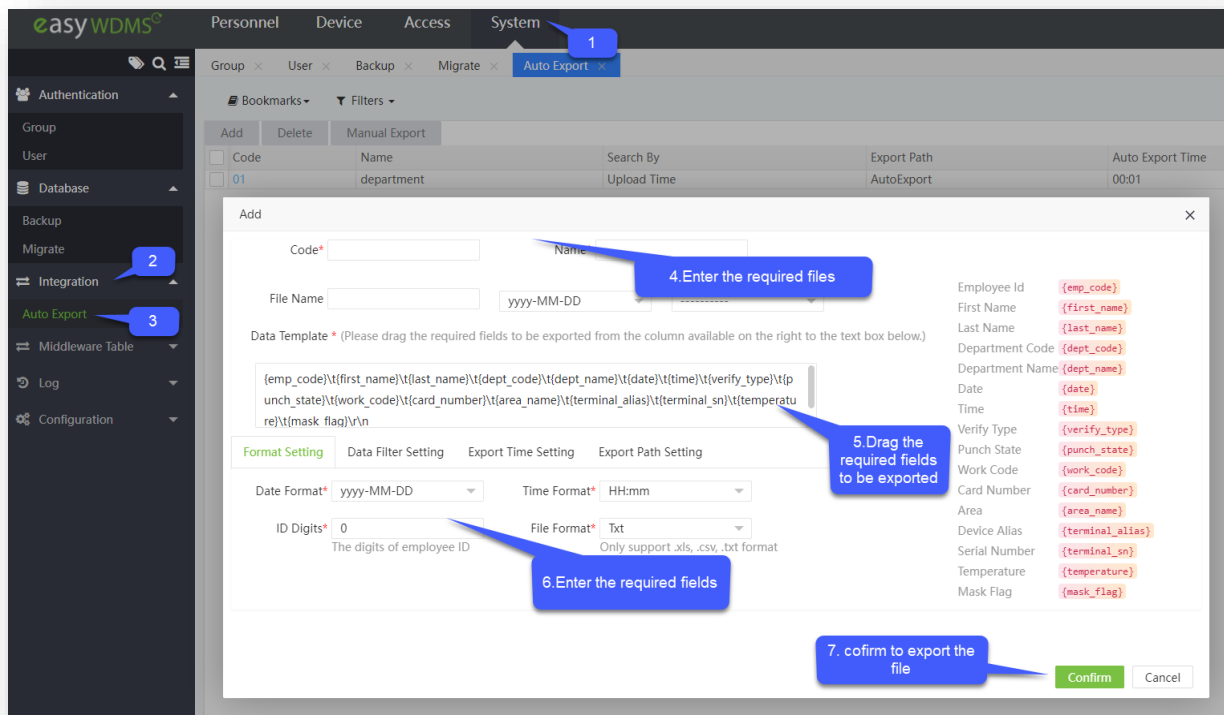 easy WDMS
Personnel Device Access System
1
Group × User × Backup × Migrate × Auto Export ×
Authentication
Group
User
Database
Backup
Migrate
2
Integration
Auto Export
3
Middleware Table
Log
Configuration
Bookmarks Filters
Add Delete Manual Export
Code Name Search By Export Path Auto Export Time
01 department Upload Time AutoExport 00:01
Add ×
Code* Name*
4.Enter the required files
File Name yyyy-MM-DD ----------
Data Template * (Please drag the required fields to be exported from the column available on the right to the text box below.)
{emp_code}\t{first_name}\t{last_name}\t{dept_code}\t{dept_name}\t{date}\t{time}\t{verify_type}\t{p
unch_state}\t{work_code}\t{card_number}\t{area_name}\t{terminal_alias}\t{terminal_sn}\t{temperatu
re}\t{mask_flag}\r\n
5.Drag the
required fields
to be exported
Format Setting Data Filter Setting Export Time Setting Export Path Setting
Date Format* yyyy-MM-DD Time Format* HH:mm
ID Digits* 0 File Format* Txt
The digits of employee ID Only support .xls, .csv, .txt format
6.Enter the required fields
Employee Id {emp_code}
First Name {first_name}
Last Name {last_name}
Department Code {dept_code}
Department Name {dept_name}
Date {date}
Time {time}
Verify Type {verify_type}
Punch State {punch_state}
Work Code {work_code}
Card Number {card_number}
Area {area_name}
Device Alias {terminal_alias}
Serial Number {terminal_sn}
Temperature {temperature}
Mask Flag {mask_flag}
7. cofirm to export the
file
Confirm Cancel